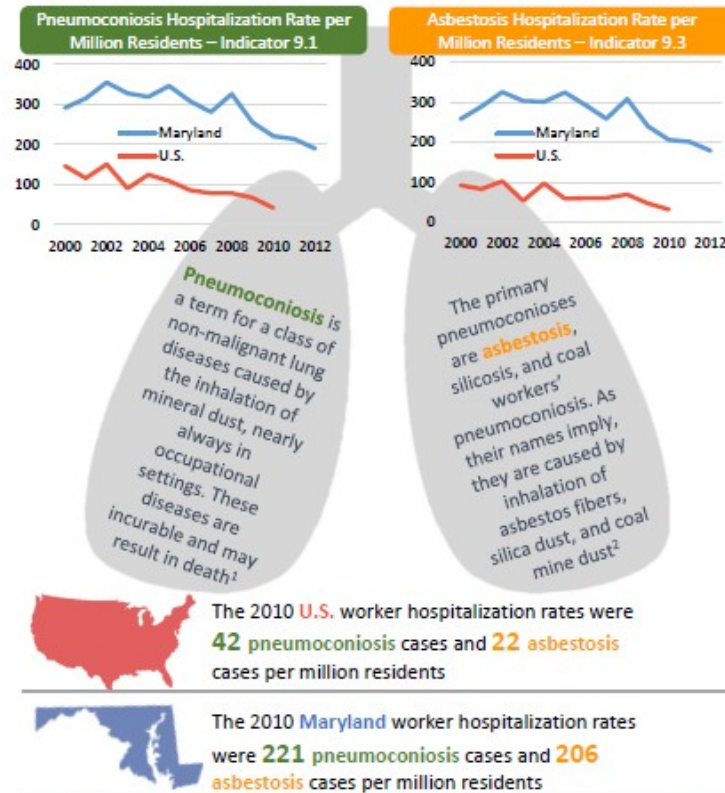 Pneumoconiosis Hospitalization Rate per
Million Residents – Indicator 9.1
400
300
200
100
0
Maryland
U.S.
2000 2002 2004 2006 2008 2010 2012
Asbestosis Hospitalization Rate per
Million Residents – Indicator 9.3
400
300
200
100
0
Maryland
U.S.
2000 2002 2004 2006 2008 2010 2012
Pneumoconiosis is
a term for a class of
non-malignant lung
diseases caused by
the inhalation of
mineral dust, nearly
always in
occupational
settings. These
diseases are
incurable and may
result in death1
The primary
pneumoconioses
are asbestosis,
silicosis, and coal
workers'
pneumoconiosis. As
their names imply,
they are caused by
inhalation of
asbestos fibers,
silica dust, and coal
mine dust2
The 2010 U.S. worker hospitalization rates were
42 pneumoconiosis cases and 22 asbestosis
cases per million residents
The 2010 Maryland worker hospitalization rates
were 221 pneumoconiosis cases and 206
asbestosis cases per million residents